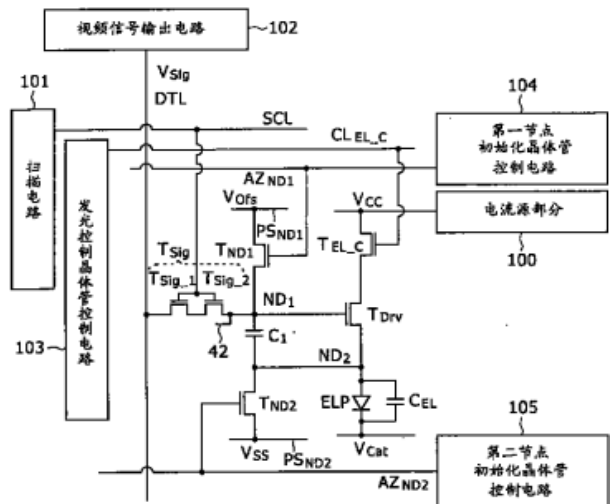 视频信号输出电路
102
101
扫描电路
VSig
DTL
SCL
CLEL_C
104
第一节点
初始化晶体管
控制电路
AZND1
VOfs
PSND1
VCC
电流源部分
100
发光控制晶体管控制电路
103
TSig
TND1
TEL_C
TSig_1
TSig_2
ND1
TDrv
42
C1
ND2
TND2
ELP
CEL
VSS
PSND2
VCat
AZND2
105
第二节点
初始化晶体管
控制电路